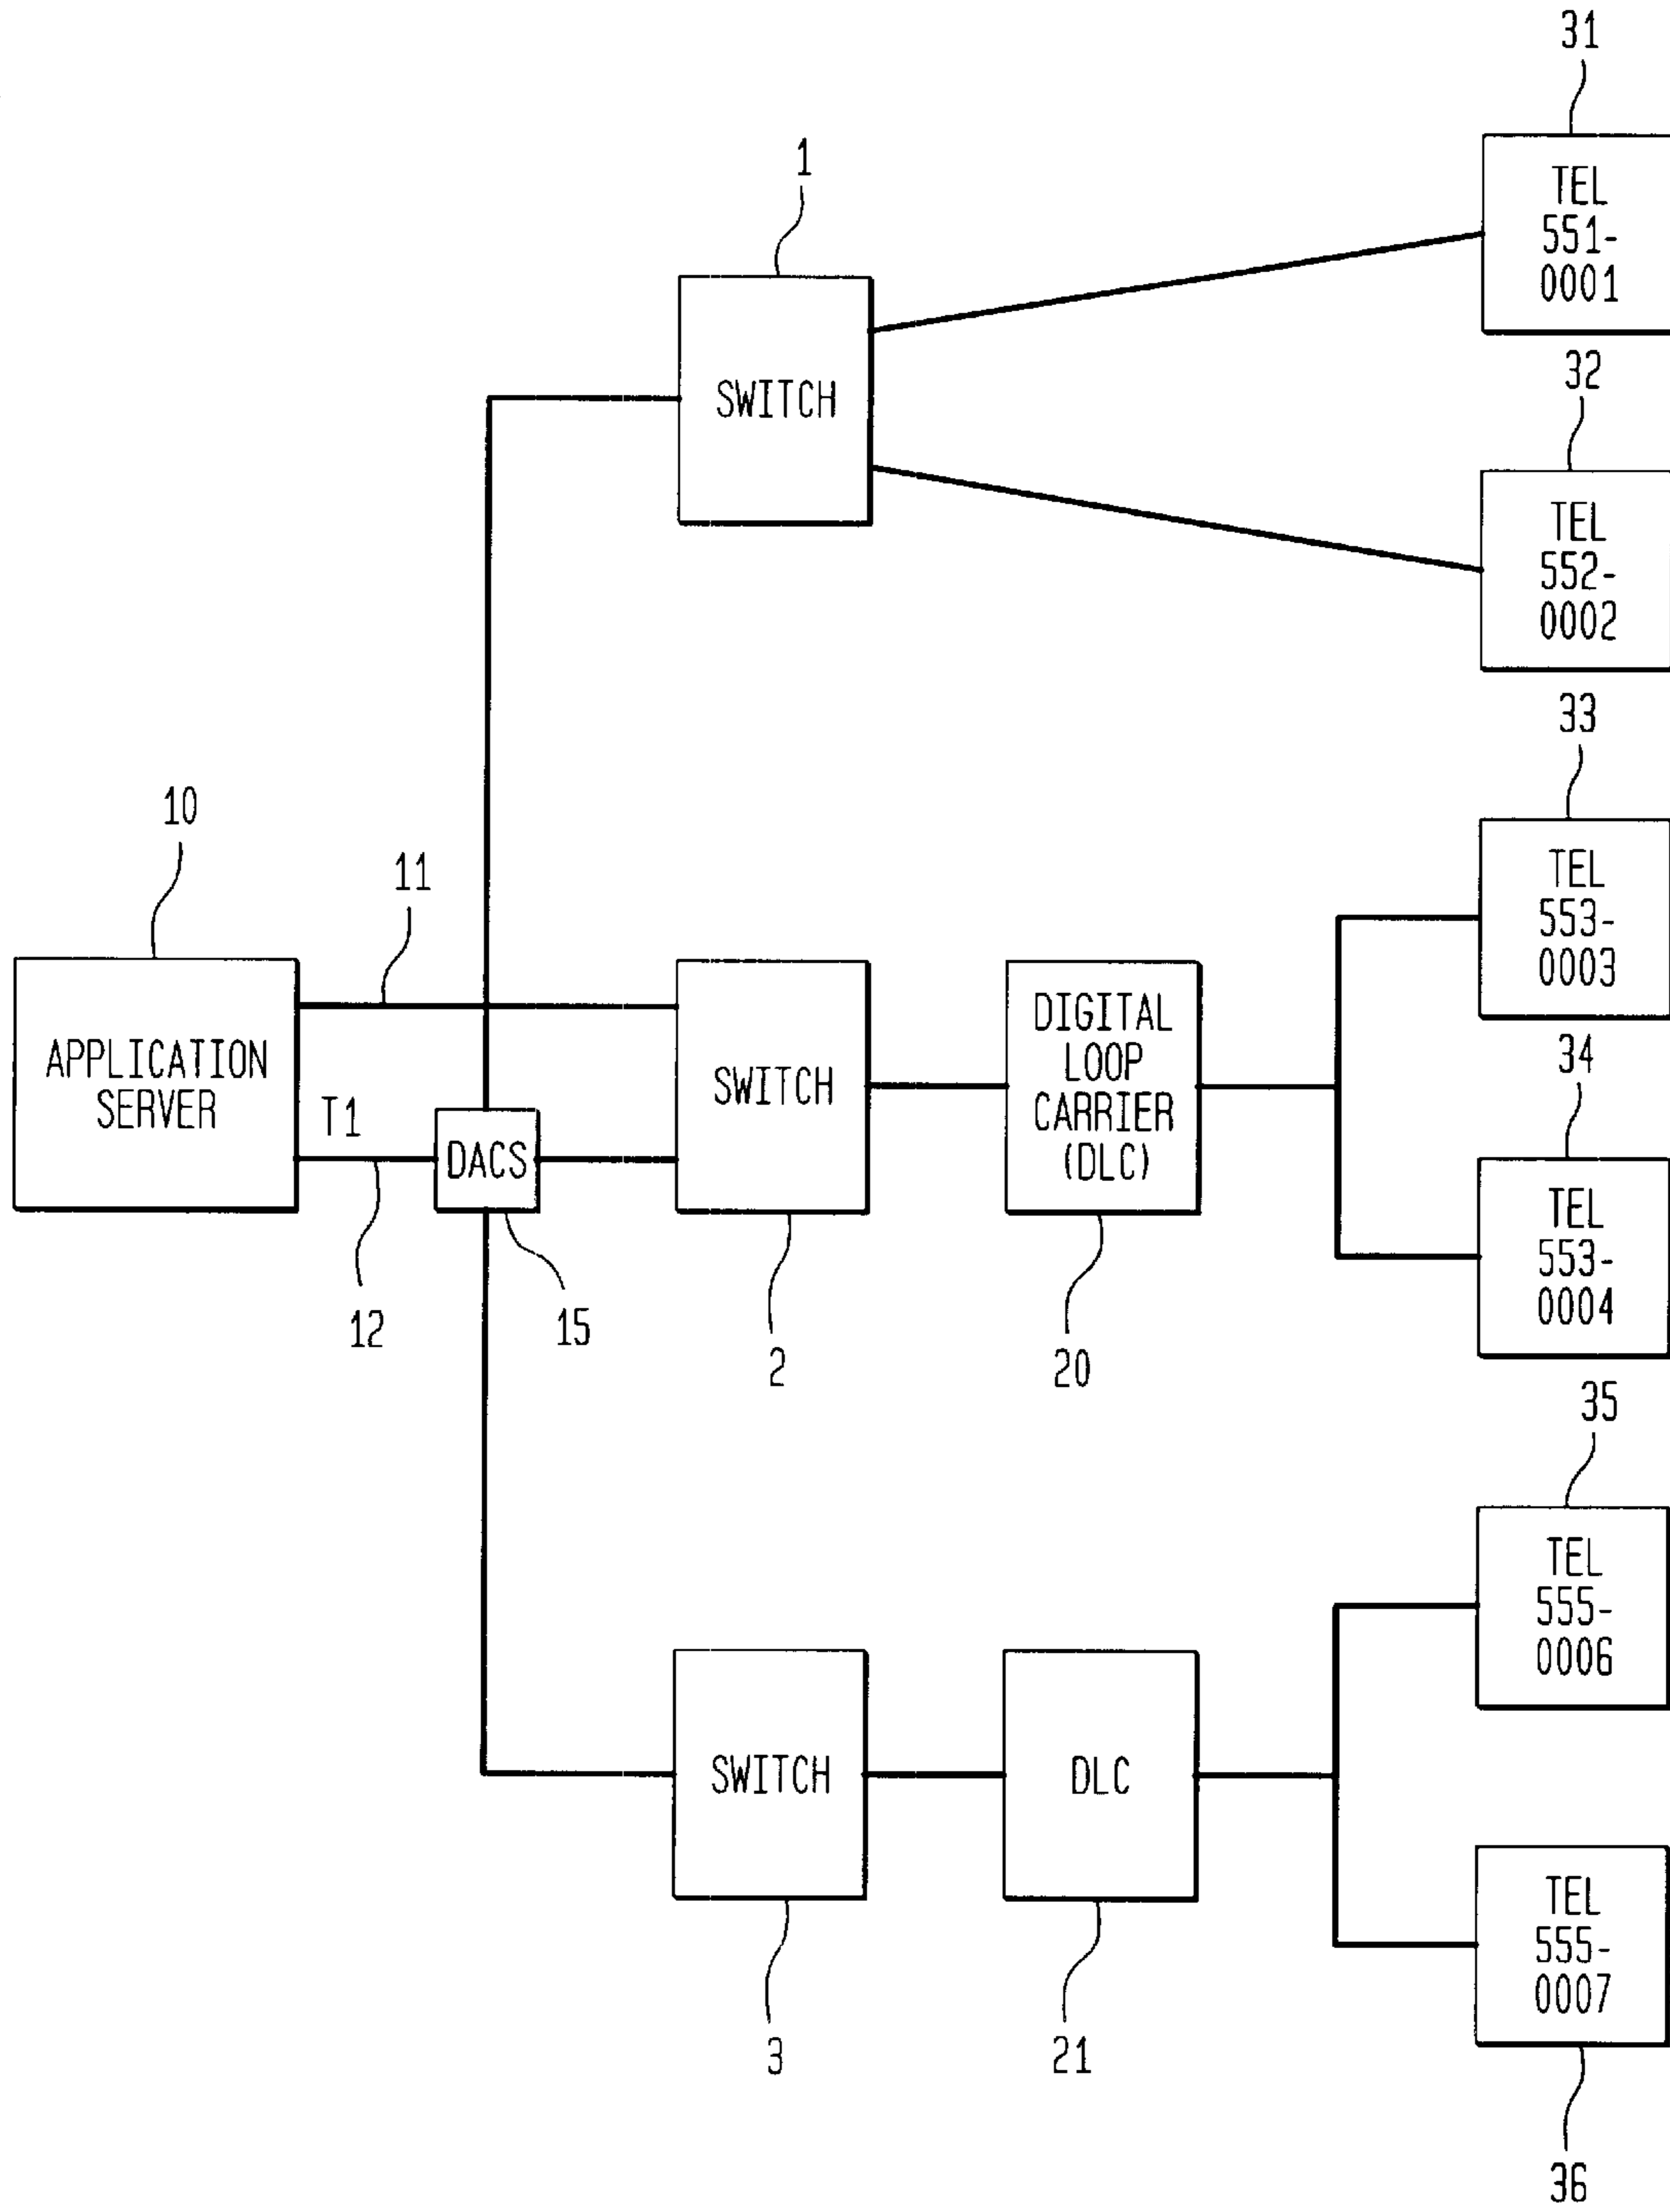 31
TEL
551-
0001
1
SWITCH
32
TEL
552-
0002
33
TEL
553-
0003
10
11
APPLICATION
SERVER
T1
DACS
12
15
SWITCH
2
DIGITAL
LOOP
CARRIER
(DLC)
20
34
TEL
553-
0004
35
TEL
555-
0006
SWITCH
3
DLC
21
TEL
555-
0007
36